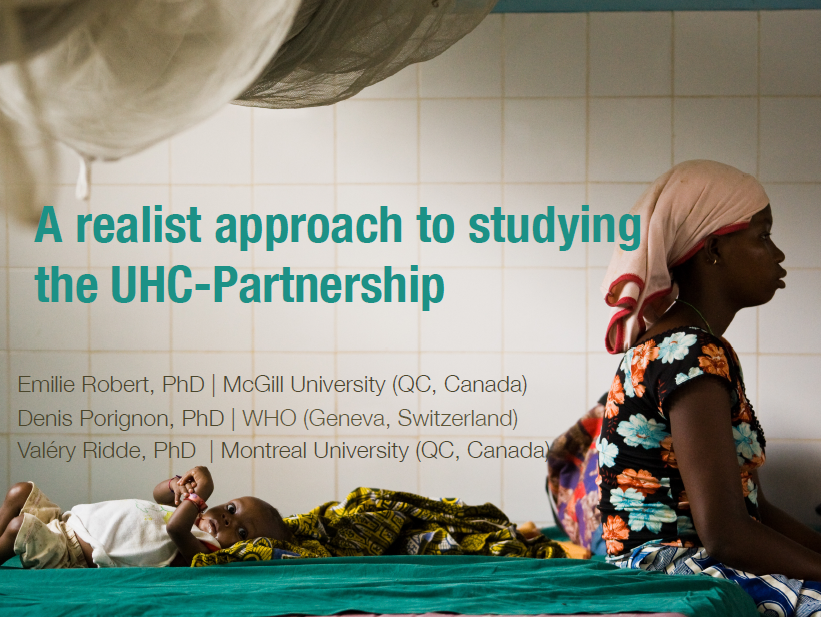 A realist approach to studying
the UHC-Partnership
Emilie Robert, PhD | McGill University (QC, Canada)
Denis Porignon, PhD | WHO (Geneva, Switzerland)
Valéry Ridde, PhD | Montreal University (QC, Canada)